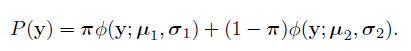 P(y) = πϕ(y; μ₁, σ₁) + (1 − π)ϕ(y; μ₂, σ₂).